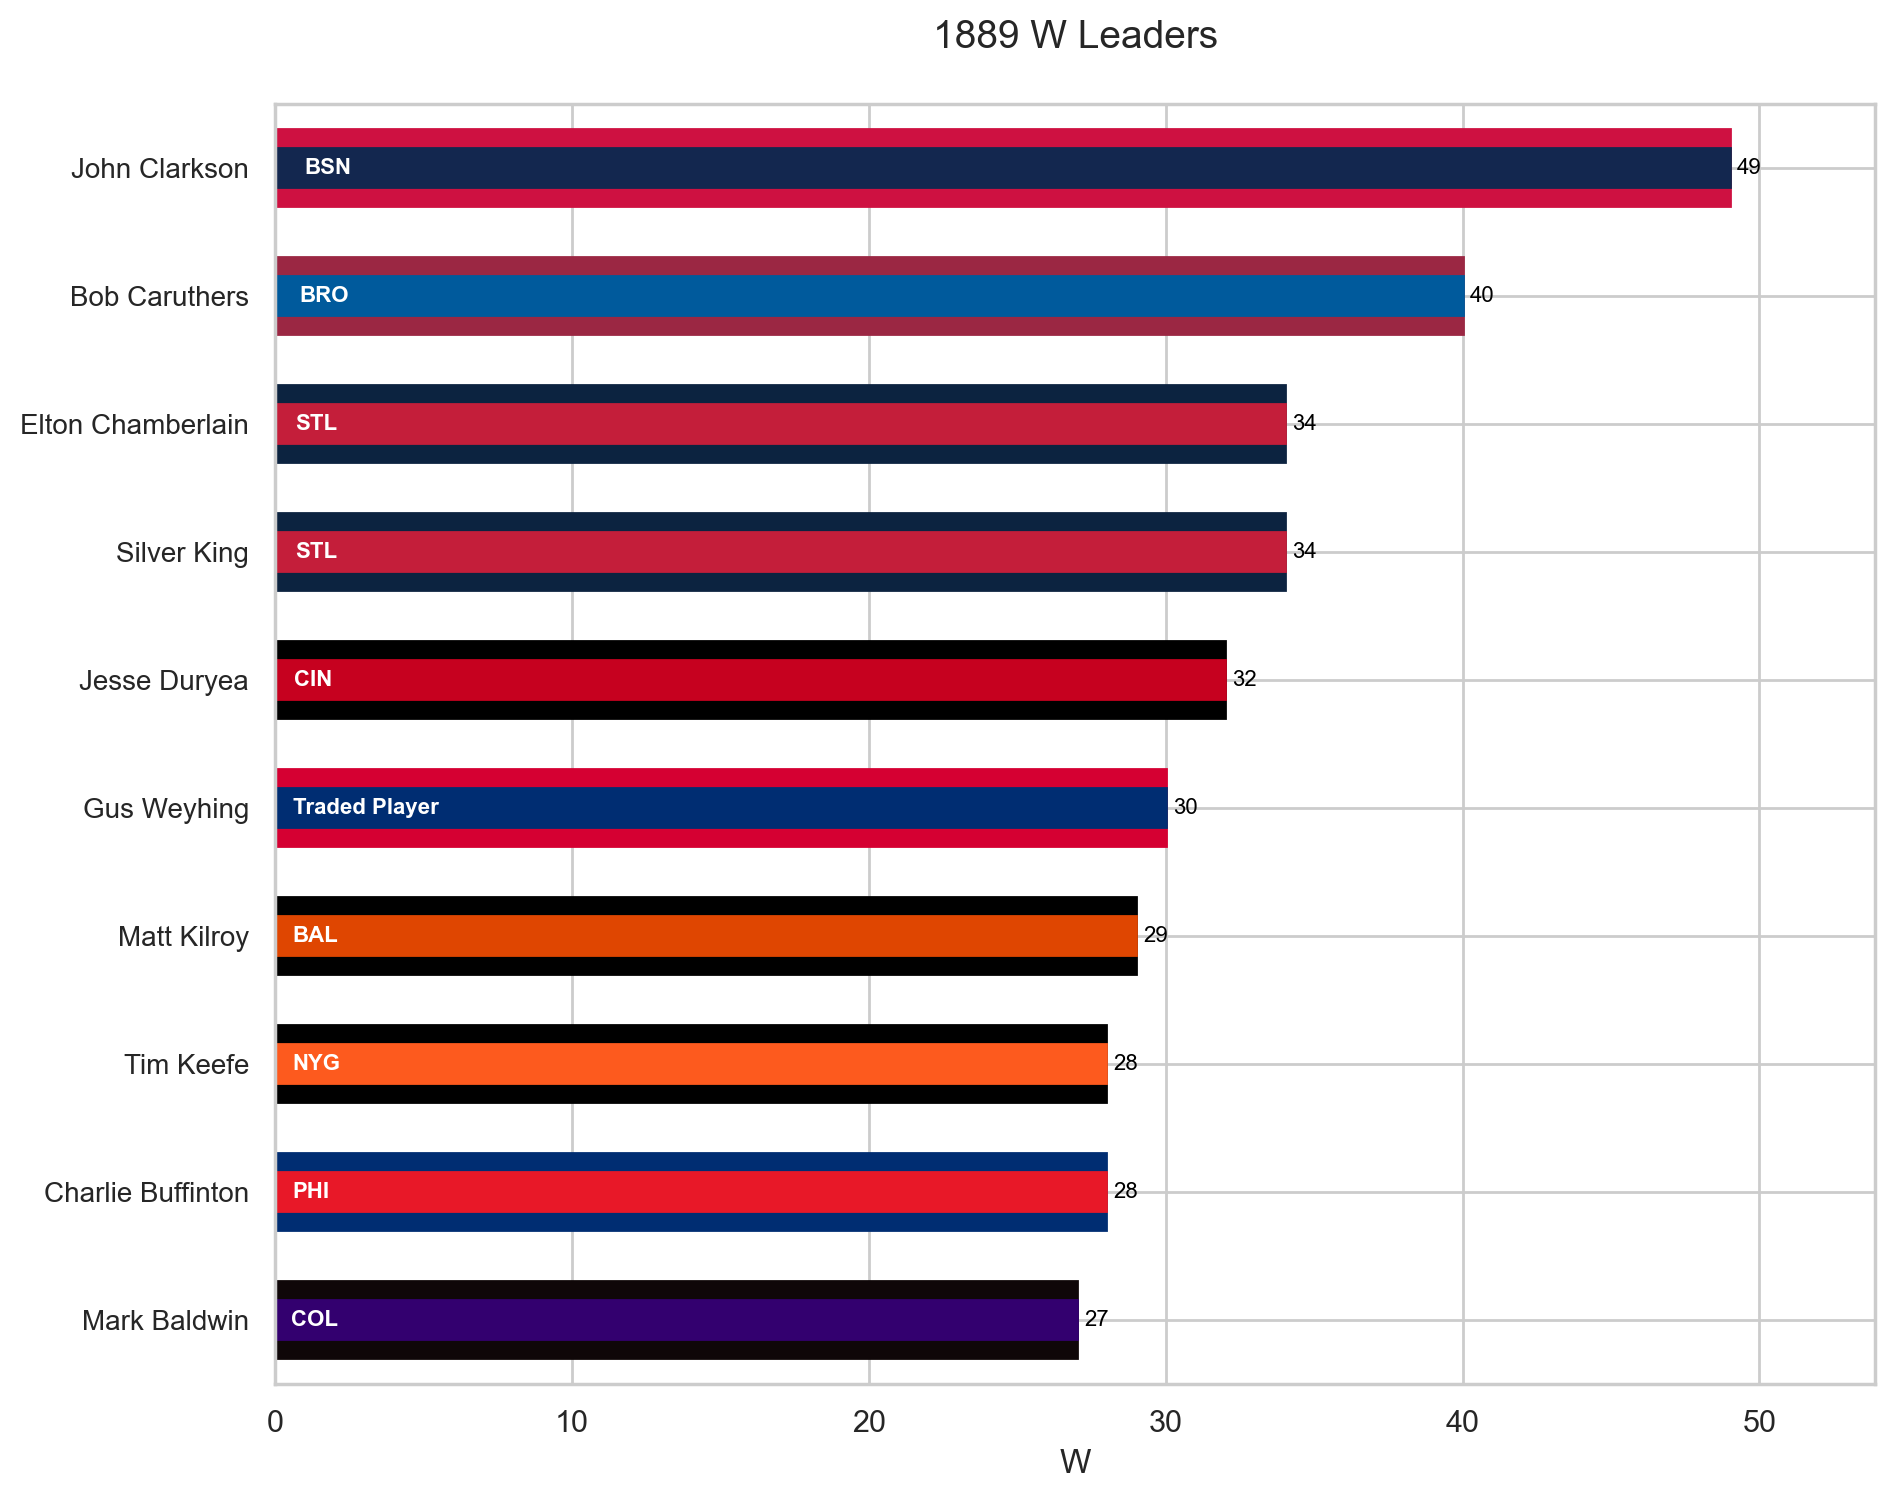 1889 W Leaders
John Clarkson BSN 49
Bob Caruthers BRO 40
Elton Chamberlain STL 34
Silver King STL 34
Jesse Duryea CIN 32
Gus Weyhing Traded Player 30
Matt Kilroy BAL 29
Tim Keefe NYG 28
Charlie Buffinton PHI 28
Mark Baldwin COL 27
0 10 20 30 40 50
W